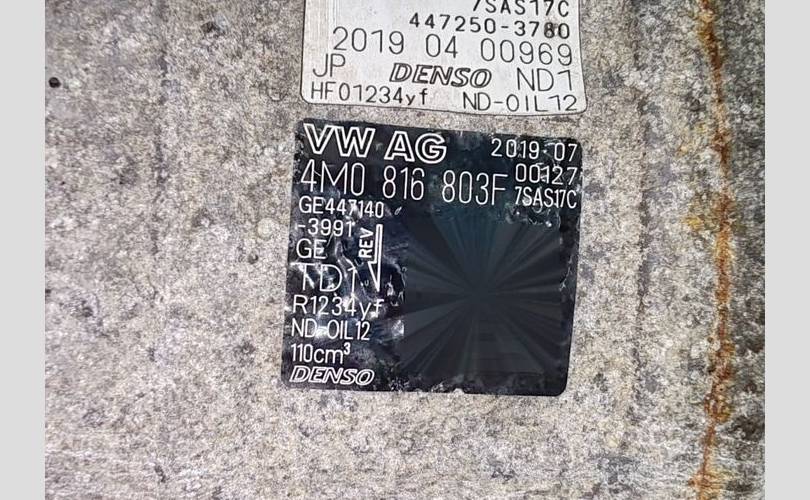 7SAS17C
447250-3780
2019 04 00969
JP DENSO ND1
HF01234yf ND-OIL12
VW AG 2019-07
00127
4M0 816 803F 7SAS17C
GE447140
-3991
REV
GE
TD1
R1234yf
ND-OIL12
110cm³
DENSO